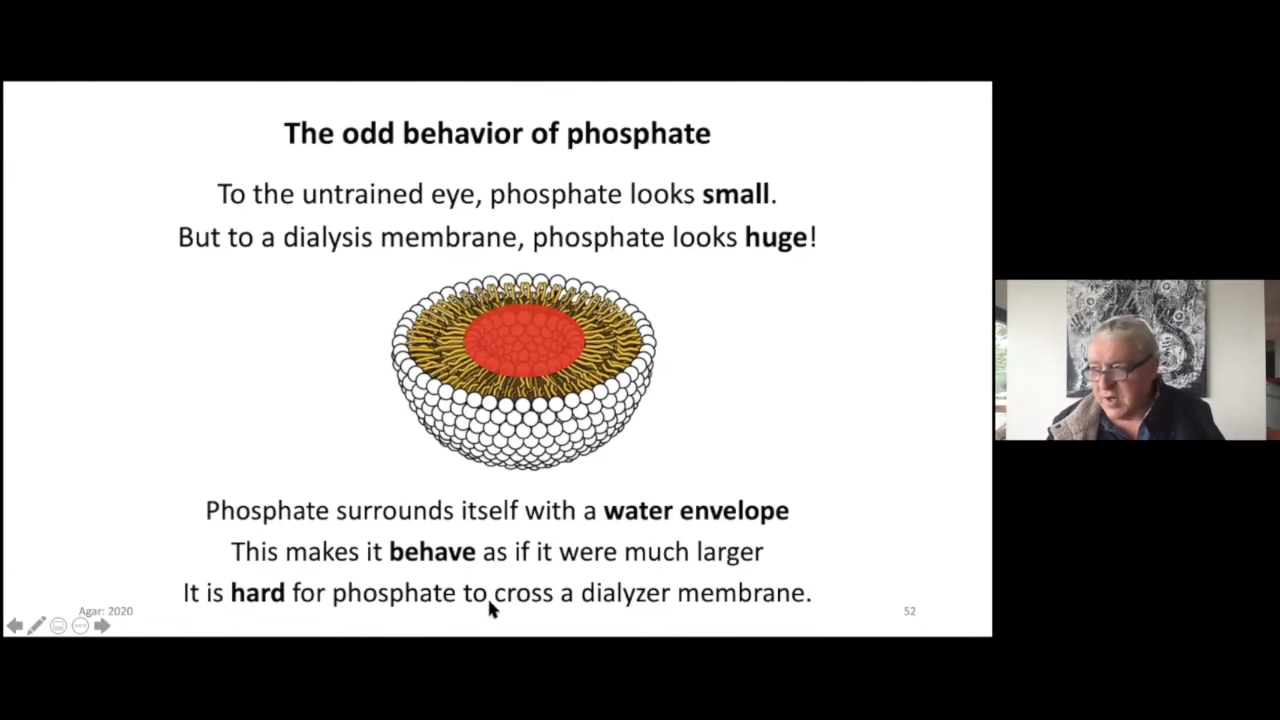 The odd behavior of phosphate
To the untrained eye, phosphate looks small.
But to a dialysis membrane, phosphate looks huge!
Phosphate surrounds itself with a water envelope
This makes it behave as if it were much larger
It is hard for phosphate to cross a dialyzer membrane.
Agar: 2020
52